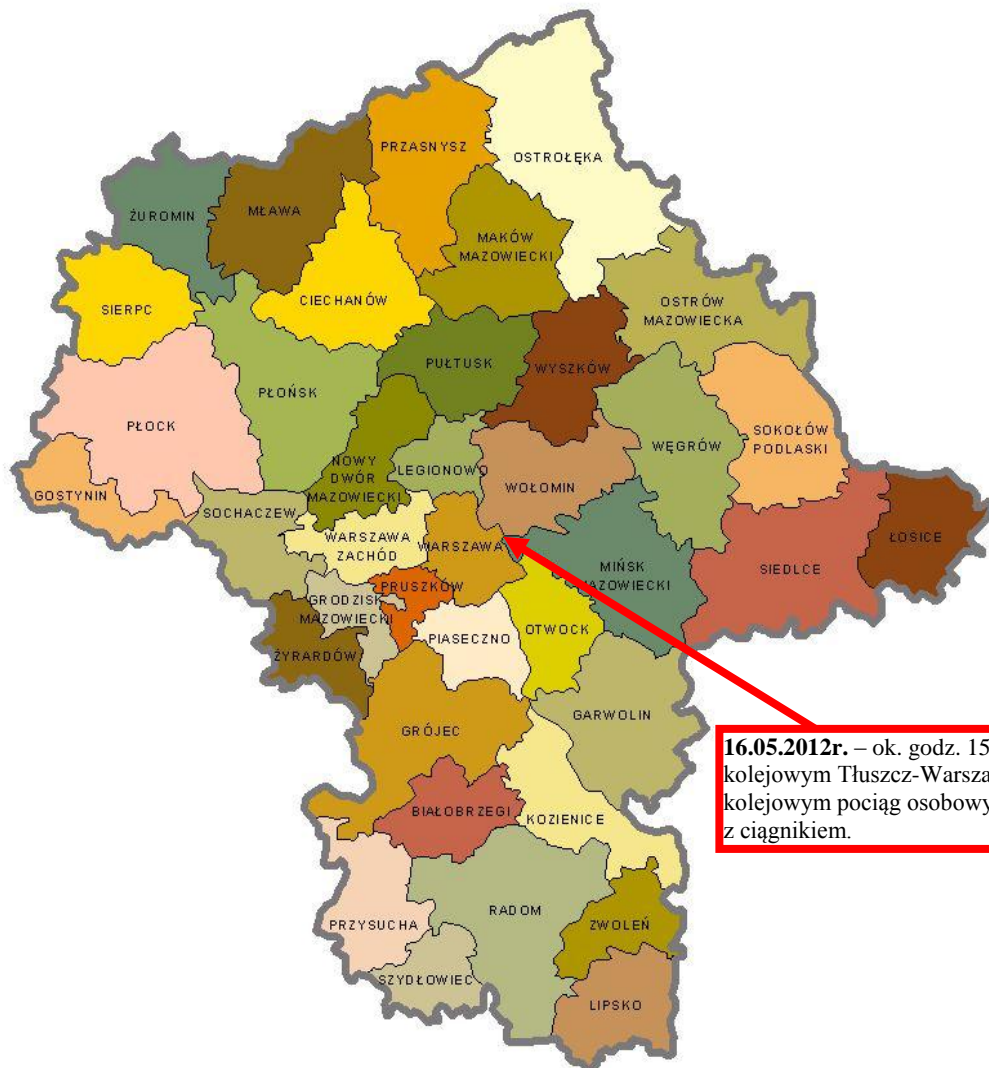 PRZASNYSZ
OSTROŁĘKA
ŻUROMIN
MŁAWA
MAKÓW
MAZOWIECKI
SIERPC
CIECHANÓW
OSTRÓW
MAZOWIECKA
PUŁTUSK
WYSZKÓW
PŁOŃSK
PŁOCK
SOKOŁÓW
PODLASKI
WĘGRÓW
NOWY
DWÓR
MAZOWIECKI
LEGIONOWO
WOŁOMIN
GOSTYNIN
SOCHACZEW
WARSZAWA
ZACHÓD
WARSZAWA
MIŃSK
MAZOWIECKI
SIEDLCE
ŁOSICE
PRUSZKÓW
GRODZISK
MAZOWIECKI
PIASECZNO
OTWOCK
ŻYRARDÓW
GARWOLIN
GRÓJEC
16.05.2012r. – ok. godz. 15
kolejowym Tłuszcz-Warsza
kolejowym pociąg osobowy
z ciągnikiem.
BIAŁOBRZEGI
KOZIENICE
RADOM
PRZYSUCHA
ZWOLEŃ
SZYDŁOWIEC
LIPSKO